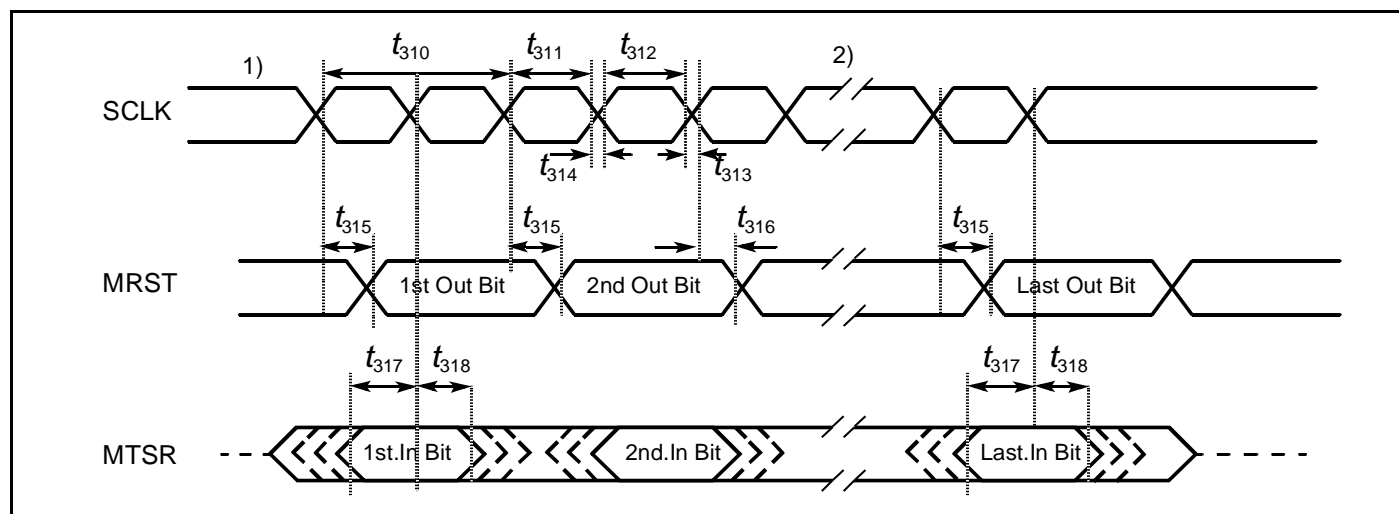 t310 t311 t312
1) 2)
SCLK
t314 t313
t315 t315 t316 t315
MRST 1st Out Bit 2nd Out Bit Last Out Bit
t317 t318 t317 t318
MTSR 1st.In Bit 2nd.In Bit Last.In Bit